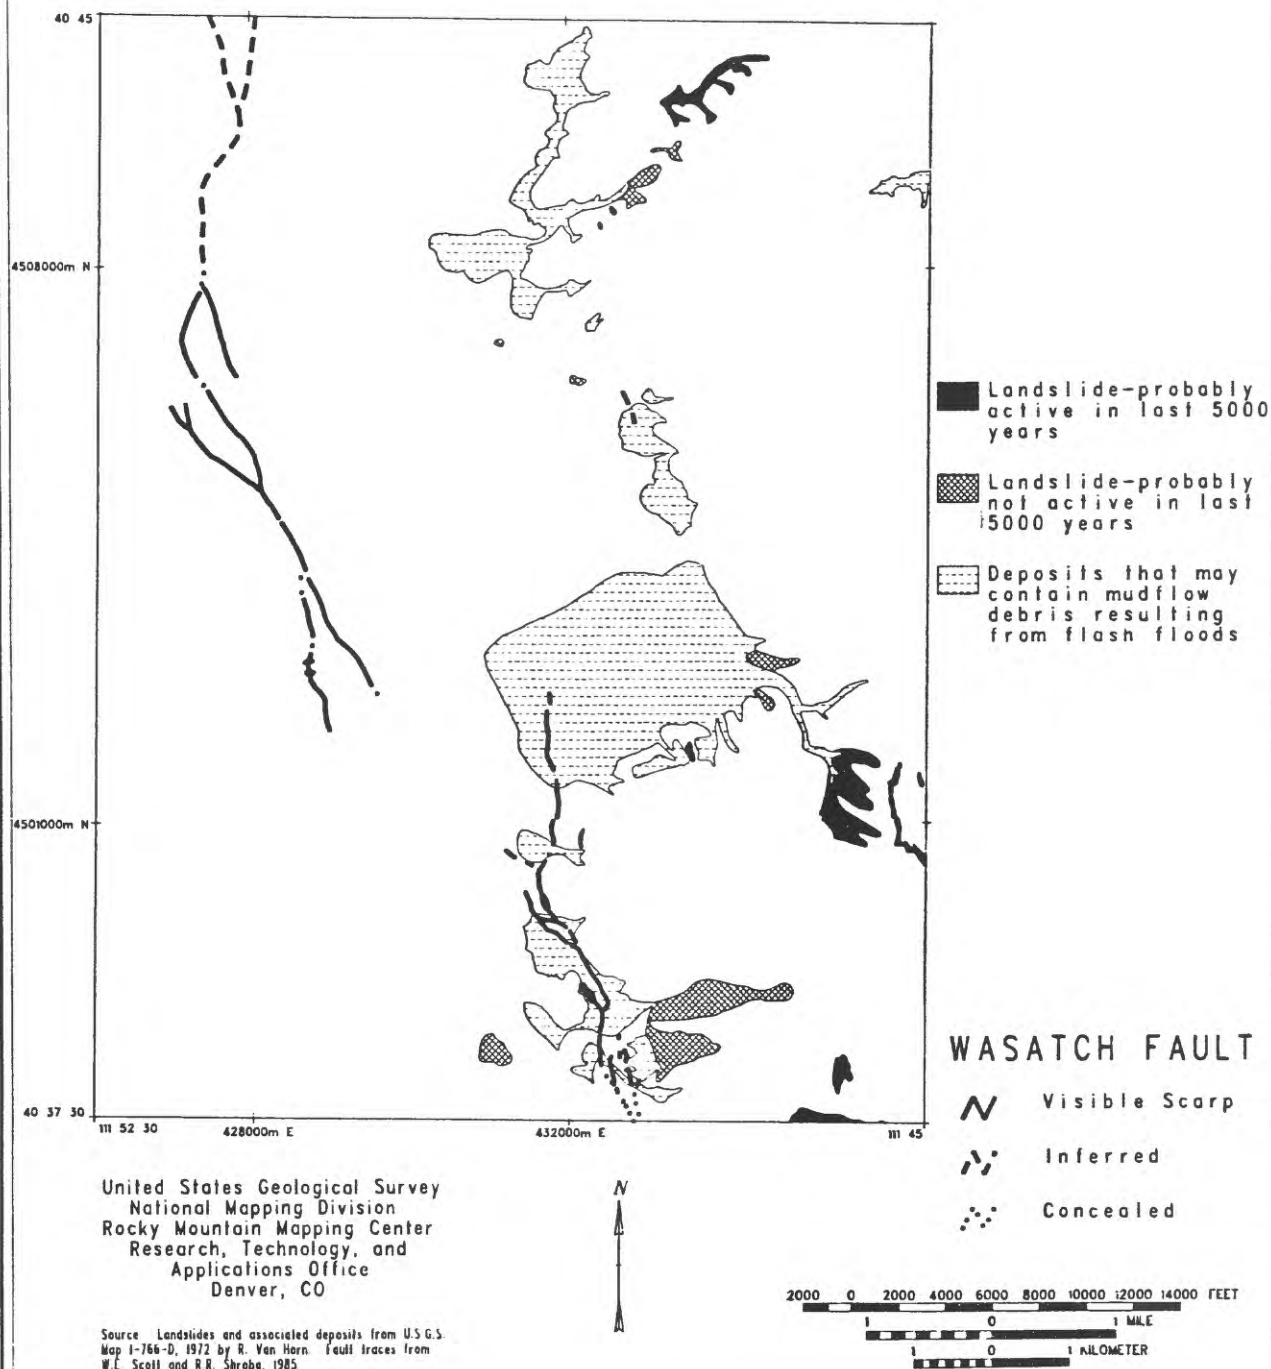 40 45
4508000m N
4501000m N
40 37 30
111 52 30
428000m E
432000m E
111 45
Landslide-probably
active in last 5000
years
Landslide-probably
not active in last
5000 years
Deposits that may
contain mudflow
debris resulting
from flash floods
WASATCH FAULT
Visible Scarp
Inferred
Concealed
United States Geological Survey
National Mapping Division
Rocky Mountain Mapping Center
Research, Technology, and
Applications Office
Denver, CO
N
2000 0 2000 4000 6000 8000 10000 12000 14000 FEET
1 0 1 MILE
1 0 1 KILOMETER
Source Landslides and associated deposits from U.S.G.S.
Map I-766-D, 1972 by R. Van Horn. Fault traces from
W.E. Scott and R.R. Shroba, 1985